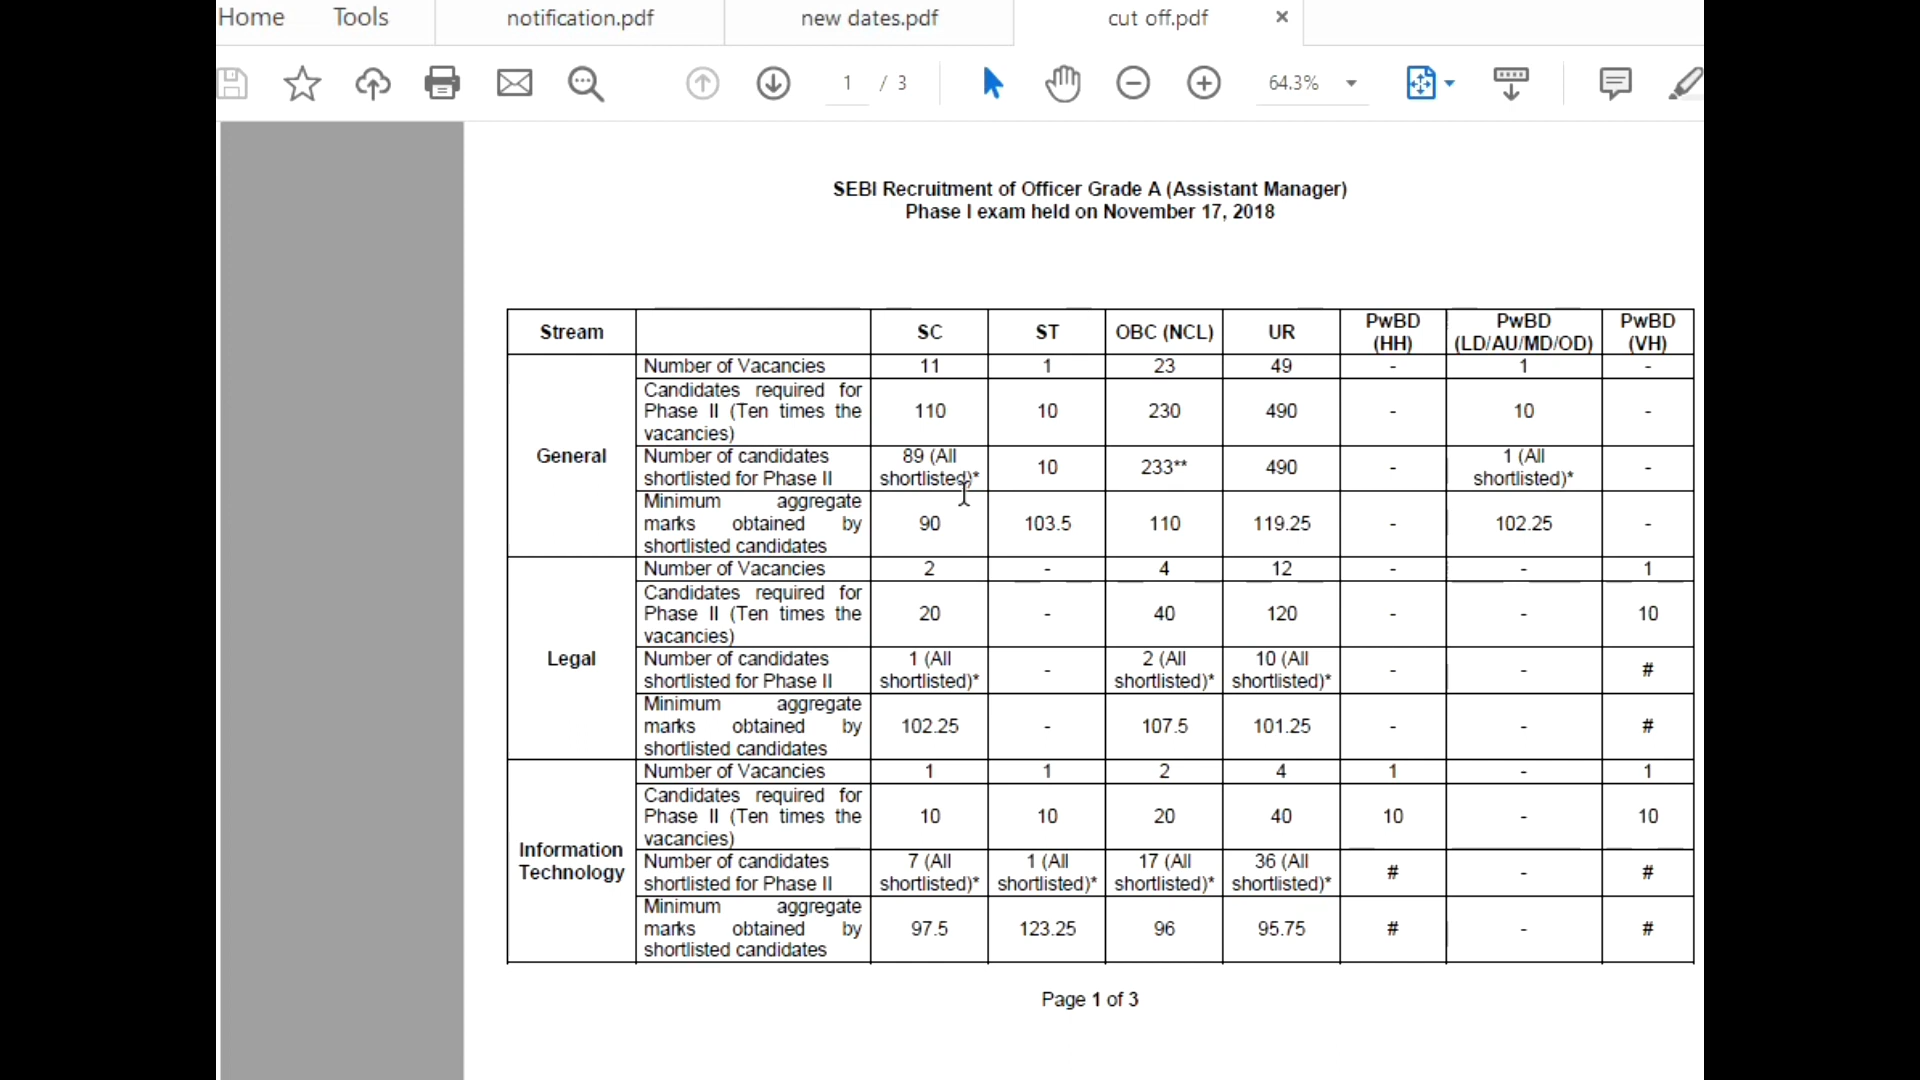 Home Tools notification.pdf new dates.pdf cut off.pdf ×
1 / 3 64.3%
SEBI Recruitment of Officer Grade A (Assistant Manager)
Phase I exam held on November 17, 2018
Stream SC ST OBC (NCL) UR PwBD (HH) PwBD (LD/AU/MD/OD) PwBD (VH)
General
Number of Vacancies 11 1 23 49 - 1 -
Candidates required for Phase II (Ten times the vacancies) 110 10 230 490 - 10 -
Number of candidates shortlisted for Phase II 89 (All shortlisted)* 10 233** 490 - 1 (All shortlisted)* -
Minimum aggregate marks obtained by shortlisted candidates 90 103.5 110 119.25 - 102.25 -
Legal
Number of Vacancies 2 - 4 12 - - 1
Candidates required for Phase II (Ten times the vacancies) 20 - 40 120 - - 10
Number of candidates shortlisted for Phase II 1 (All shortlisted)* - 2 (All shortlisted)* 10 (All shortlisted)* - - #
Minimum aggregate marks obtained by shortlisted candidates 102.25 - 107.5 101.25 - - #
Information Technology
Number of Vacancies 1 1 2 4 1 - 1
Candidates required for Phase II (Ten times the vacancies) 10 10 20 40 10 - 10
Number of candidates shortlisted for Phase II 7 (All shortlisted)* 1 (All shortlisted)* 17 (All shortlisted)* 36 (All shortlisted)* # - #
Minimum aggregate marks obtained by shortlisted candidates 97.5 123.25 96 95.75 # - #
Page 1 of 3